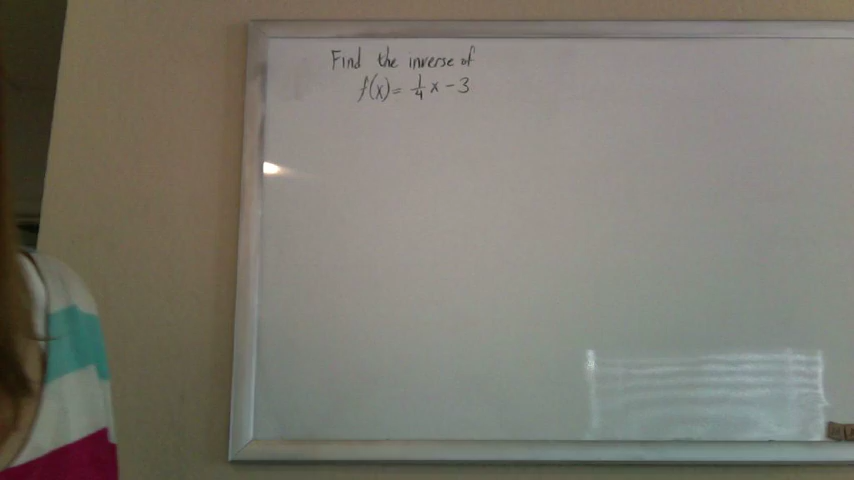 Find the inverse of
f(x) = 1/4 x - 3